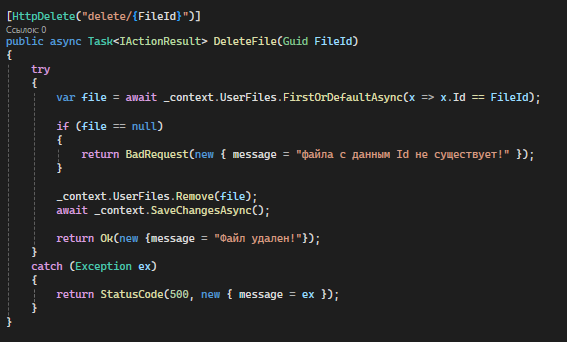 [HttpDelete("delete/{FileId}")]
Ссылок: 0
public async Task<IActionResult> DeleteFile(Guid FileId)
{
try
{
var file = await _context.UserFiles.FirstOrDefaultAsync(x => x.Id == FileId);
if (file == null)
{
return BadRequest(new { message = "файла с данным Id не существует!" });
}
_context.UserFiles.Remove(file);
await _context.SaveChangesAsync();
return Ok(new {message = "Файл удален!"});
}
catch (Exception ex)
{
return StatusCode(500, new { message = ex });
}
}